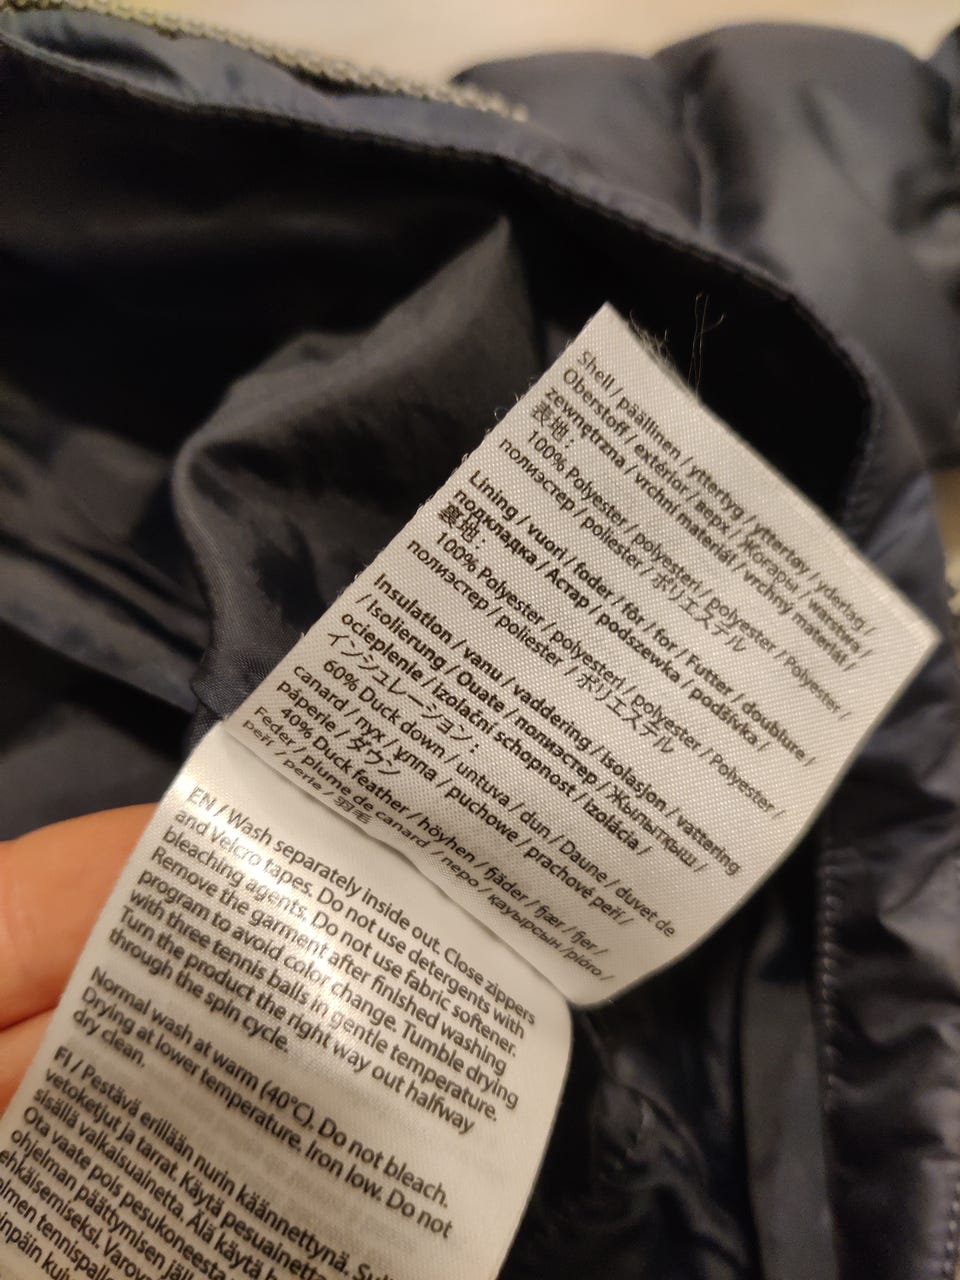 Shell / päällinen / yttertyg / yttertøy / yderlag /
Oberstoff / extérior / верх / Жоғарғы / warstwa
zewnętrzna / vrchní materiál / vrchný materiál /
表地：
100% Polyester / polyesteri / polyester / Polyester /
полиэстер / poliester / ポリエステル
Lining / vuori / foder / fôr / for / Futter / doublure /
подкладка / Астар / podszewka / podšívka /
裏地：
100% Polyester / polyesteri / polyester / Polyester /
полиэстер / poliester / ポリエステル
Insulation / vanu / vaddering / Isolasjon / vattering
/ Isolierung / Ouate / полиэстер / Жылытқыш /
ocieplenie / Izolační schopnost / Izolácia /
インシュレーション：
60% Duck down / untuva / dun / Daune / duvet de
canard / пух / ұлпа / puchowe / prachové peří /
páperie / ダウン
40% Duck feather / höyhen / fjäder / fjær / fjer /
Feder / plume de canard / перо / қауырсын /pióro /
peří / perie / 羽毛
EN / Wash separately inside out. Close zippers
and Velcro tapes. Do not use detergents with
bleaching agents. Do not use fabric softener.
Remove the garment after finished washing
program to avoid color change. Tumble drying
with three tennis balls in gentle temperature.
Turn the product the right way out halfway
through the spin cycle.
Normal wash at warm (40°C). Do not bleach.
Drying at lower temperature. Iron low. Do not
dry clean.
FI / Pestävä erillään nurin käännettynä.
vetoketjut ja tarrat. Käytä pesuainetta
sisällä valkaisuainetta. Älä käytä
Ota vaate pois pesukoneesta
ohjelman päättymisen